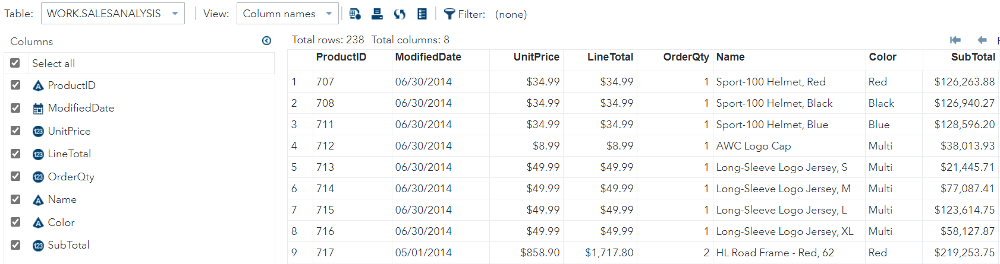 Table: WORK.SALESANALYSIS View: Column names Filter: (none)
Columns
Select all
ProductID
ModifiedDate
UnitPrice
LineTotal
OrderQty
Name
Color
SubTotal
Total rows: 238 Total columns: 8
ProductID ModifiedDate UnitPrice LineTotal OrderQty Name Color SubTotal
1 707 06/30/2014 $34.99 $34.99 1 Sport-100 Helmet, Red Red $126,263.88
2 708 06/30/2014 $34.99 $34.99 1 Sport-100 Helmet, Black Black $126,940.27
3 711 06/30/2014 $34.99 $34.99 1 Sport-100 Helmet, Blue Blue $128,596.20
4 712 06/30/2014 $8.99 $8.99 1 AWC Logo Cap Multi $38,013.93
5 713 06/30/2014 $49.99 $49.99 1 Long-Sleeve Logo Jersey, S Multi $21,445.71
6 714 06/30/2014 $49.99 $49.99 1 Long-Sleeve Logo Jersey, M Multi $77,087.41
7 715 06/30/2014 $49.99 $49.99 1 Long-Sleeve Logo Jersey, L Multi $123,614.75
8 716 06/30/2014 $49.99 $49.99 1 Long-Sleeve Logo Jersey, XL Multi $58,127.87
9 717 05/01/2014 $858.90 $1,717.80 2 HL Road Frame - Red, 62 Red $219,253.75